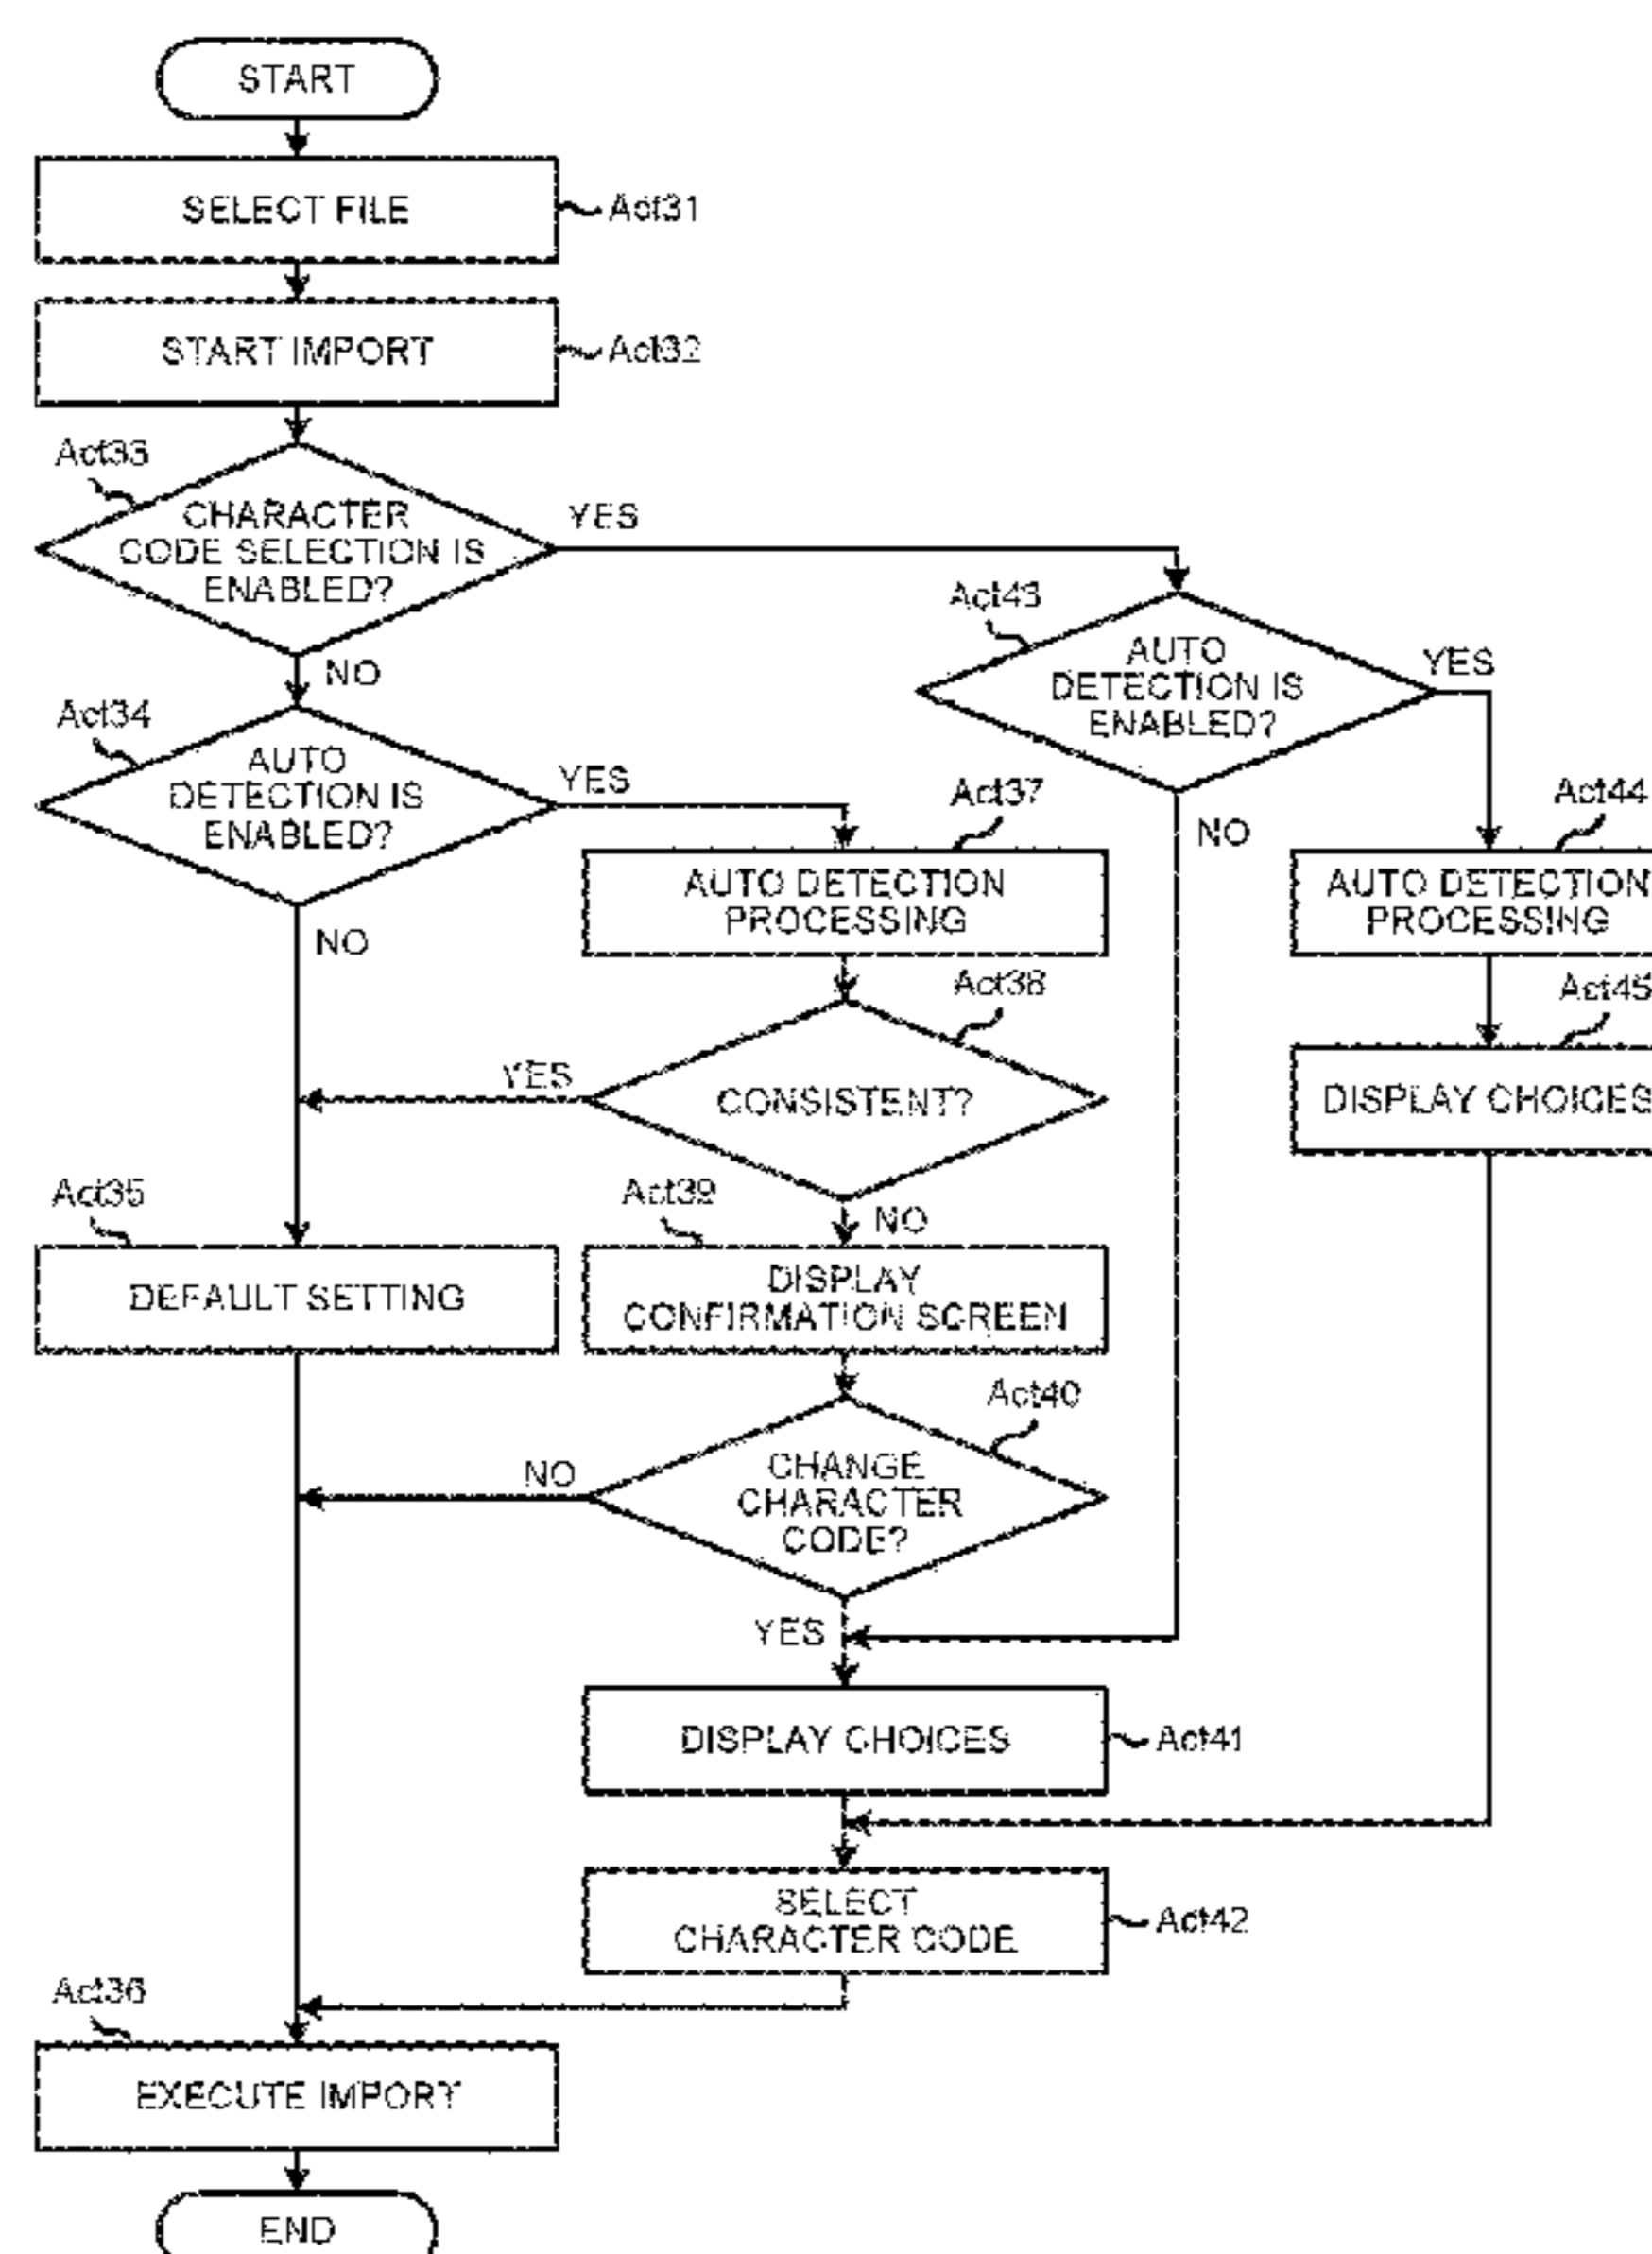 START
SELECT FILE
Act31
START IMPORT
Act32
Act33
CHARACTER
CODE SELECTION IS
ENABLED?
YES
NO
Act43
AUTO
DETECTION IS
ENABLED?
YES
NO
Act34
AUTO
DETECTION IS
ENABLED?
YES
NO
Act37
AUTO DETECTION
PROCESSING
Act44
AUTO DETECTION
PROCESSING
Act38
CONSISTENT?
YES
NO
Act45
DISPLAY CHOICES
Act35
DEFAULT SETTING
Act39
DISPLAY
CONFIRMATION SCREEN
Act40
CHANGE
CHARACTER
CODE?
NO
YES
DISPLAY CHOICES
Act41
SELECT
CHARACTER CODE
Act42
Act36
EXECUTE IMPORT
END